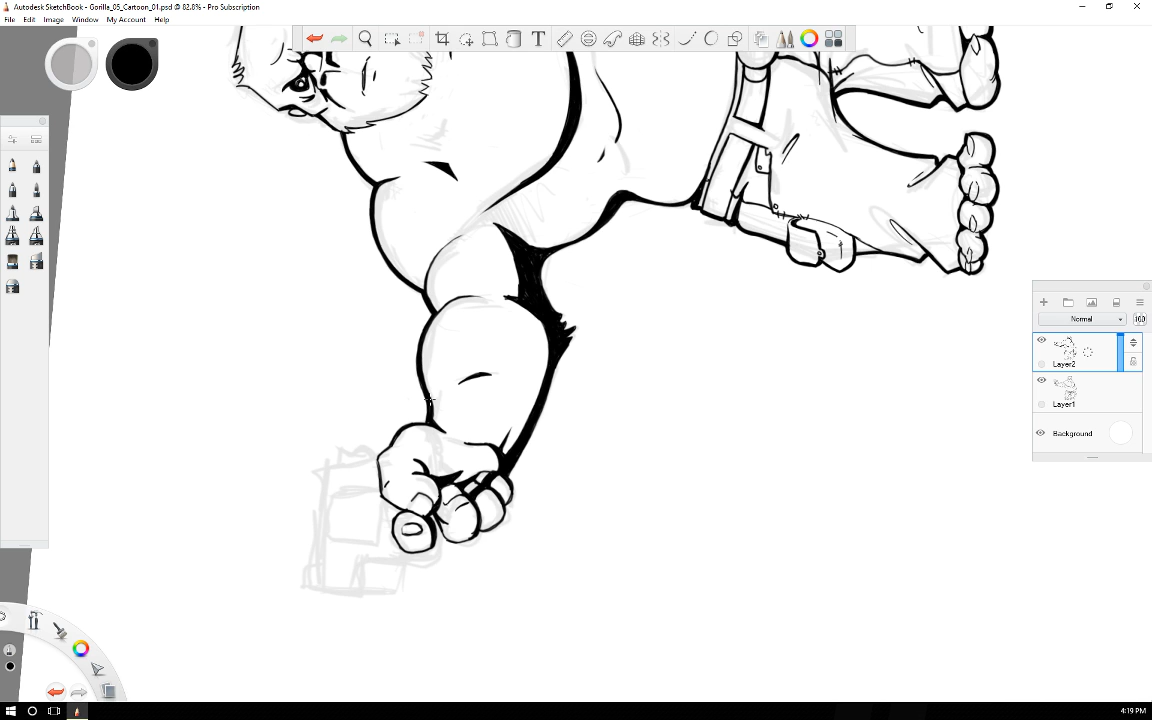 Autodesk SketchBook - Gorilla_05_Cartoon_01.psd @ 82.8% - Pro Subscription
File Edit Image Window My Account Help
T
Normal 100
Layer2
Layer1
Background
4:19 PM